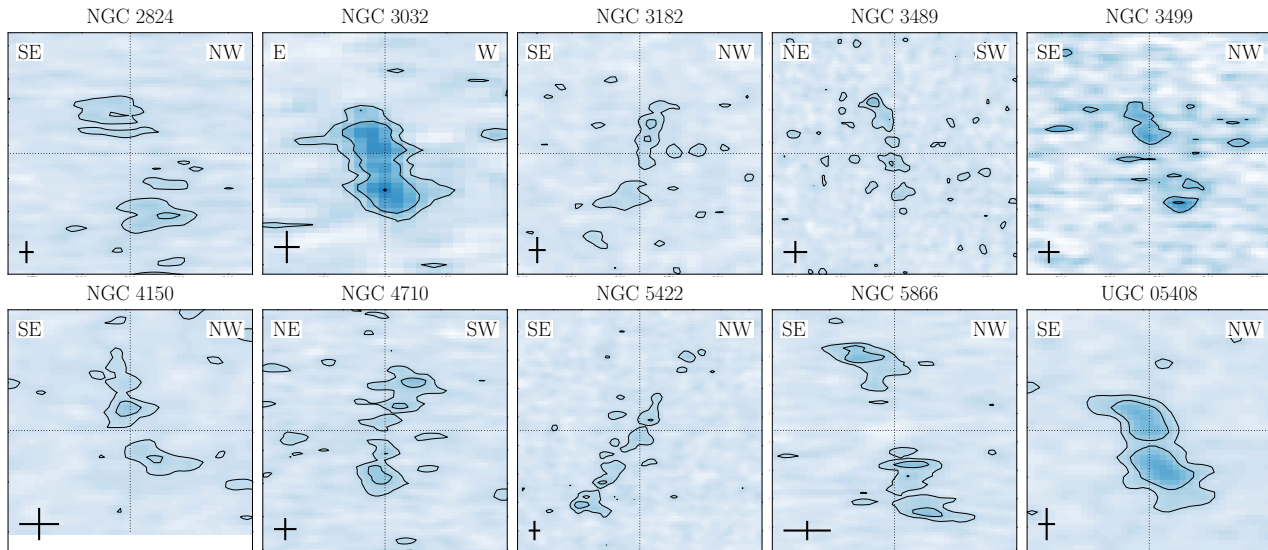 NGC 2824 NGC 3032 NGC 3182 NGC 3489 NGC 3499
SE NW E W SE NW NE SW SE NW
NGC 4150 NGC 4710 NGC 5422 NGC 5866 UGC 05408
SE NW NE SW SE NW SE NW SE NW